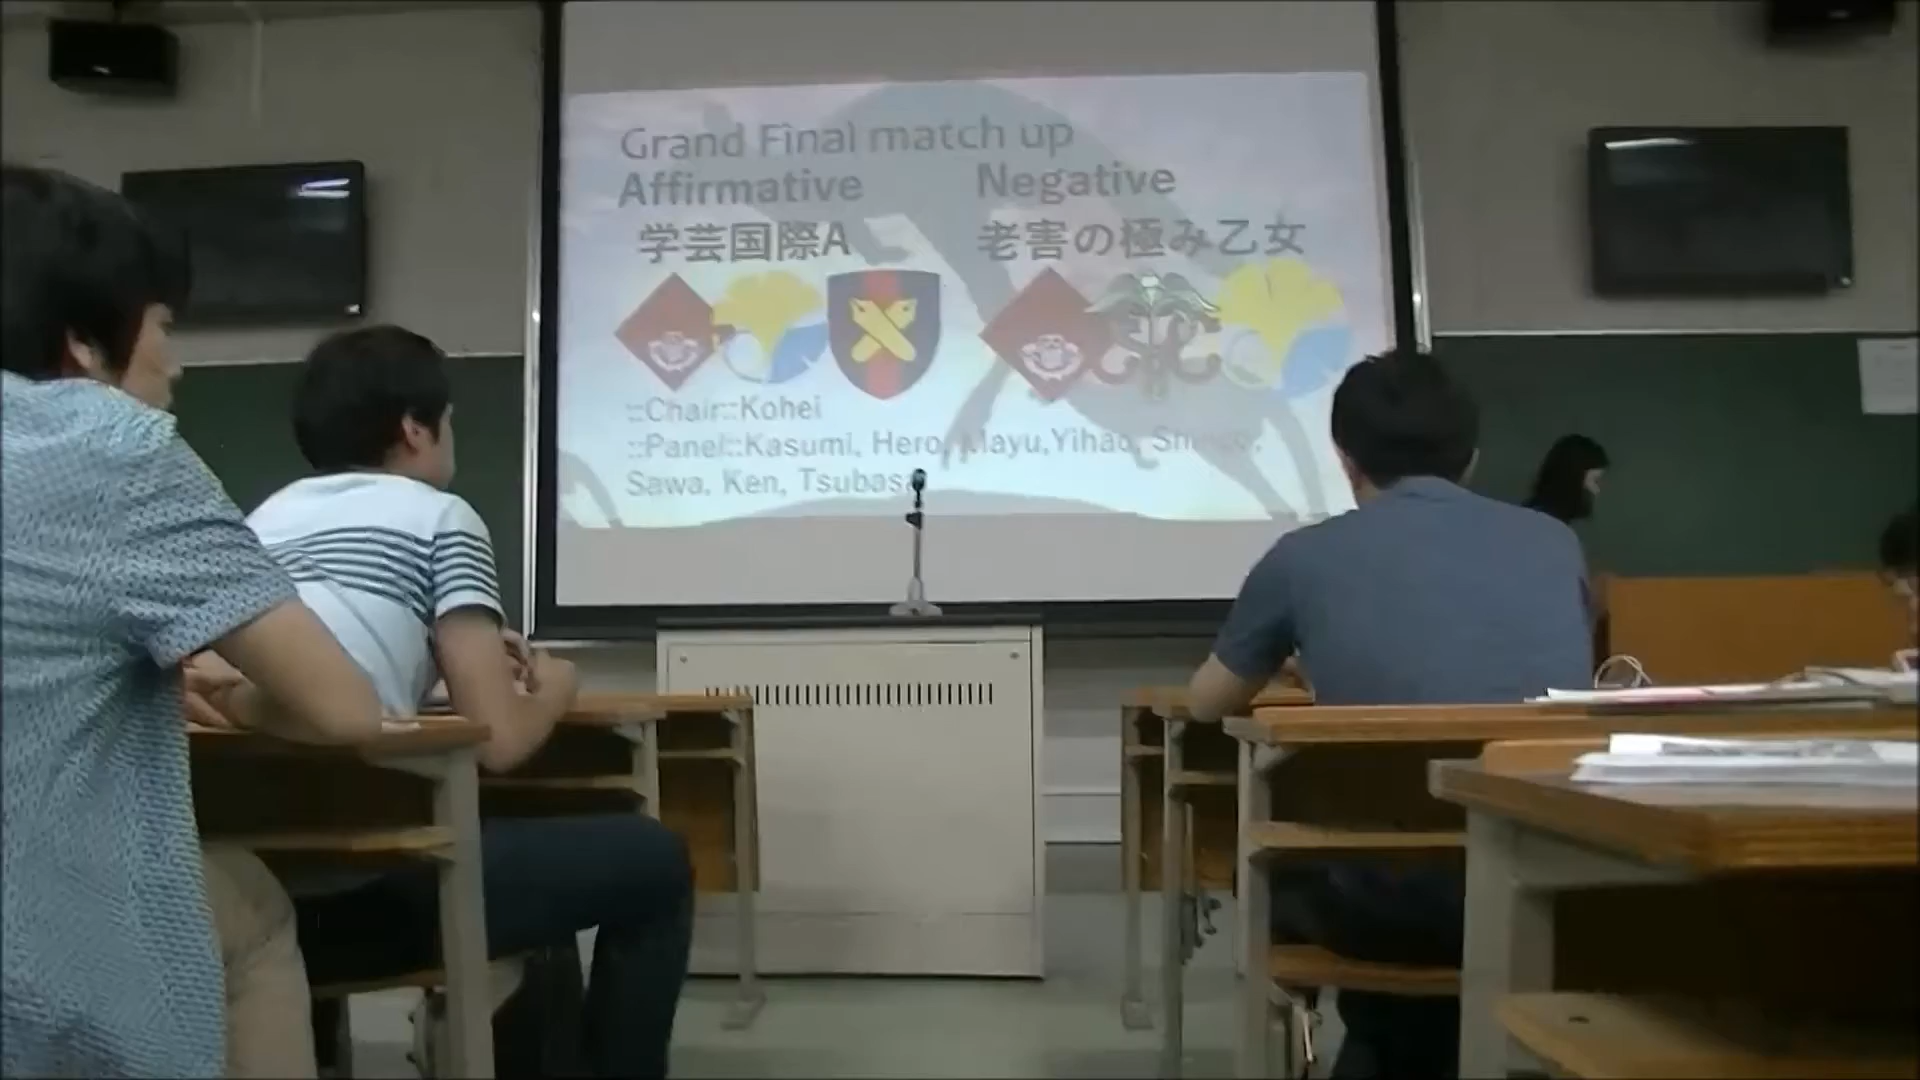 Grand Final match up
Affirmative Negative
学芸国際A 老害の極み乙女
::Chair::Kohei
::Panel::Kasumi, Hero, Mayu,Yihao,
Sawa, Ken, Tsubasa